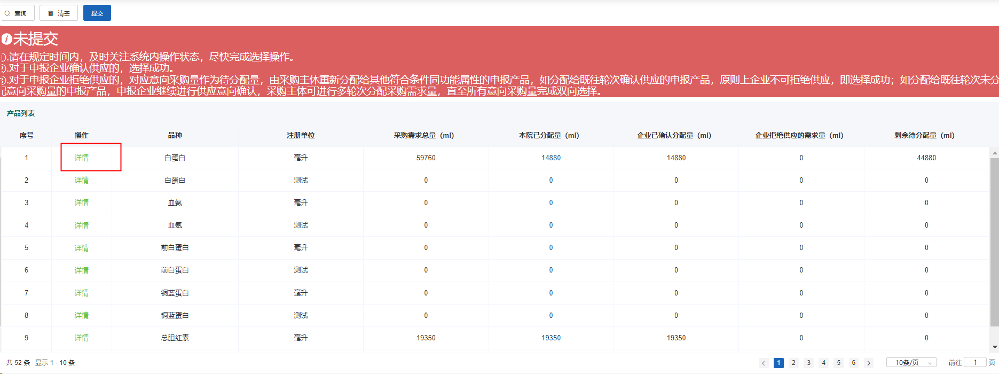 查询 清空 提交
未提交
①.请在规定时间内，及时关注系统内操作状态，尽快完成选择操作。
②.对于申报企业确认供应的，选择成功。
③.对于申报企业拒绝供应的，对应意向采购量作为待分配量，由采购主体重新分配给其他符合条件同功能属性的申报产品，如分配给既往轮次确认供应的申报产品，原则上企业不可拒绝供应，即选择成功；如分配给既往轮次未分
配意向采购量的申报产品，申报企业继续进行供应意向确认，采购主体可进行多轮次分配采购需求量，直至所有意向采购量完成双向选择。
产品列表
序号 操作 品种 注册单位 采购需求总量（ml） 本院已分配量（ml） 企业已确认分配量（ml） 企业拒绝供应的需求量（ml） 剩余待分配量（ml）
1 详情 白蛋白 毫升 59760 14880 14880 0 44880
2 详情 白蛋白 测试 0 0 0 0 0
3 详情 血氨 毫升 0 0 0 0 0
4 详情 血氨 测试 0 0 0 0 0
5 详情 前白蛋白 毫升 0 0 0 0 0
6 详情 前白蛋白 测试 0 0 0 0 0
7 详情 铜蓝蛋白 毫升 0 0 0 0 0
8 详情 铜蓝蛋白 测试 0 0 0 0 0
9 详情 总胆红素 毫升 19350 19350 19350 0 0
共 52 条 显示 1 - 10 条 1 2 3 4 5 6 10条/页 前往 1 页